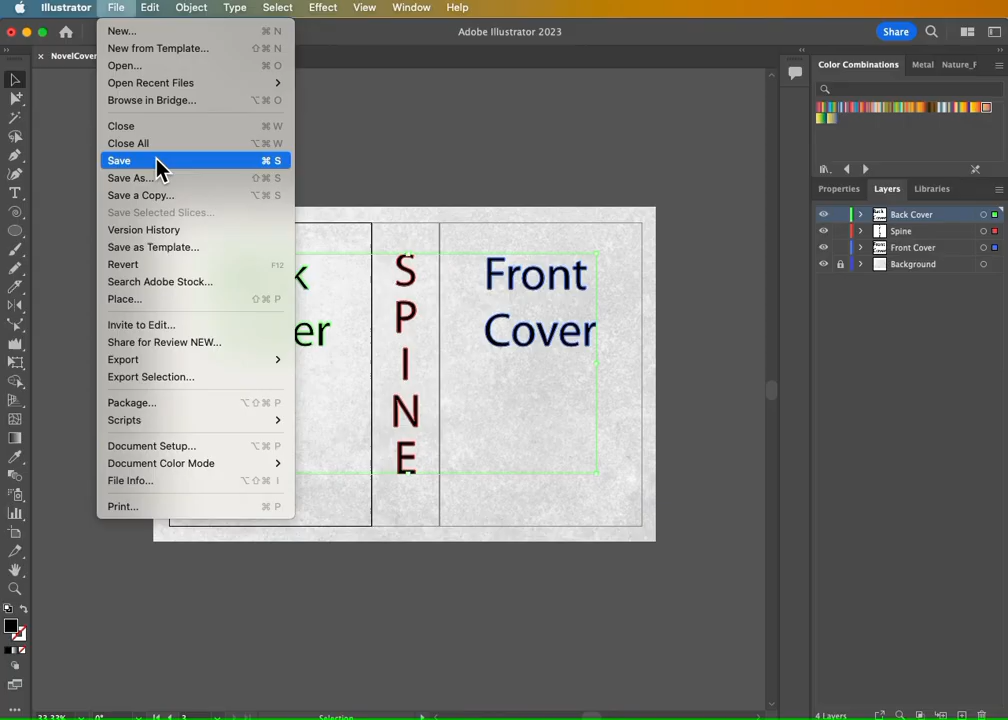 Illustrator File Edit Object Type Select Effect View Window Help
Adobe Illustrator 2023
Share
NovelCover
New... ⌘ N
New from Template... ⇧⌘ N
Open... ⌘ O
Open Recent Files >
Browse in Bridge... ⌥⌘ O
Close ⌘ W
Close All ⌥⌘ W
Save ⌘ S
Save As... ⇧⌘ S
Save a Copy... ⌥⌘ S
Save Selected Slices...
Version History
Save as Template...
Revert F12
Search Adobe Stock...
Place... ⇧⌘ P
Invite to Edit...
Share for Review NEW...
Export >
Export Selection...
Package... ⌥⇧⌘ P
Scripts >
Document Setup... ⌥⌘ P
Document Color Mode >
File Info... ⌥⇧⌘ I
Print... ⌘ P
k
er
S
P
I
N
E
Front
Cover
Color Combinations Metal Nature_F
Properties Layers Libraries
Back Cover
Spine
Front Cover
Background
33.33% 0° 3 Selection
4 Layers